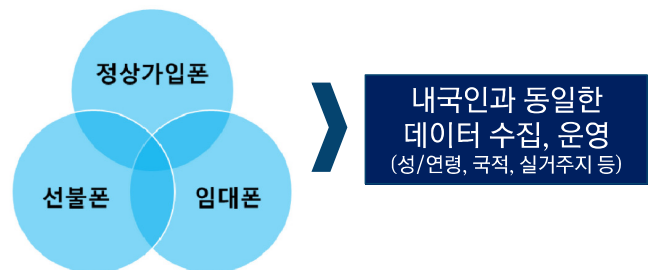 정상가입폰
선불폰
임대폰
내국인과 동일한
데이터 수집, 운영
(성/연령, 국적, 실거주지 등)